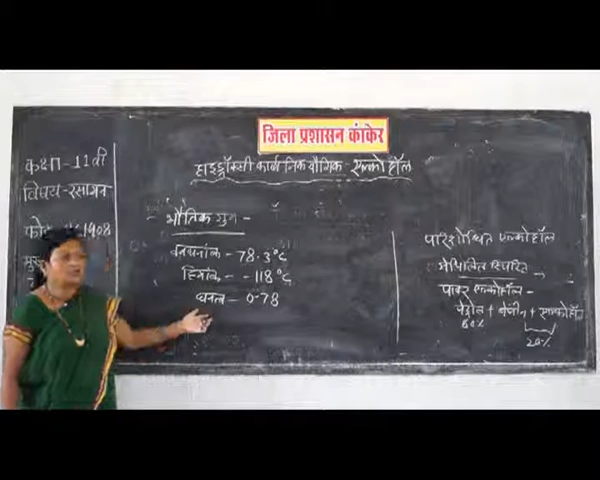 जिला प्रशासन कांकेर
हाइड्रॉक्सी कार्बनिक यौगिक - एल्कोहॉल
कक्षा-11वी
विषय-रसायन
1908
भौतिक गुण -
क्वथनांक - 78.3°C
हिमांक - -118°C
घनत्व - 0.78
परिशोधित एल्कोहॉल
मेथिलित स्पिरिट
पावर एल्कोहॉल -
पेट्रोल + बेंजीन + एल्कोहॉल
80%
20%